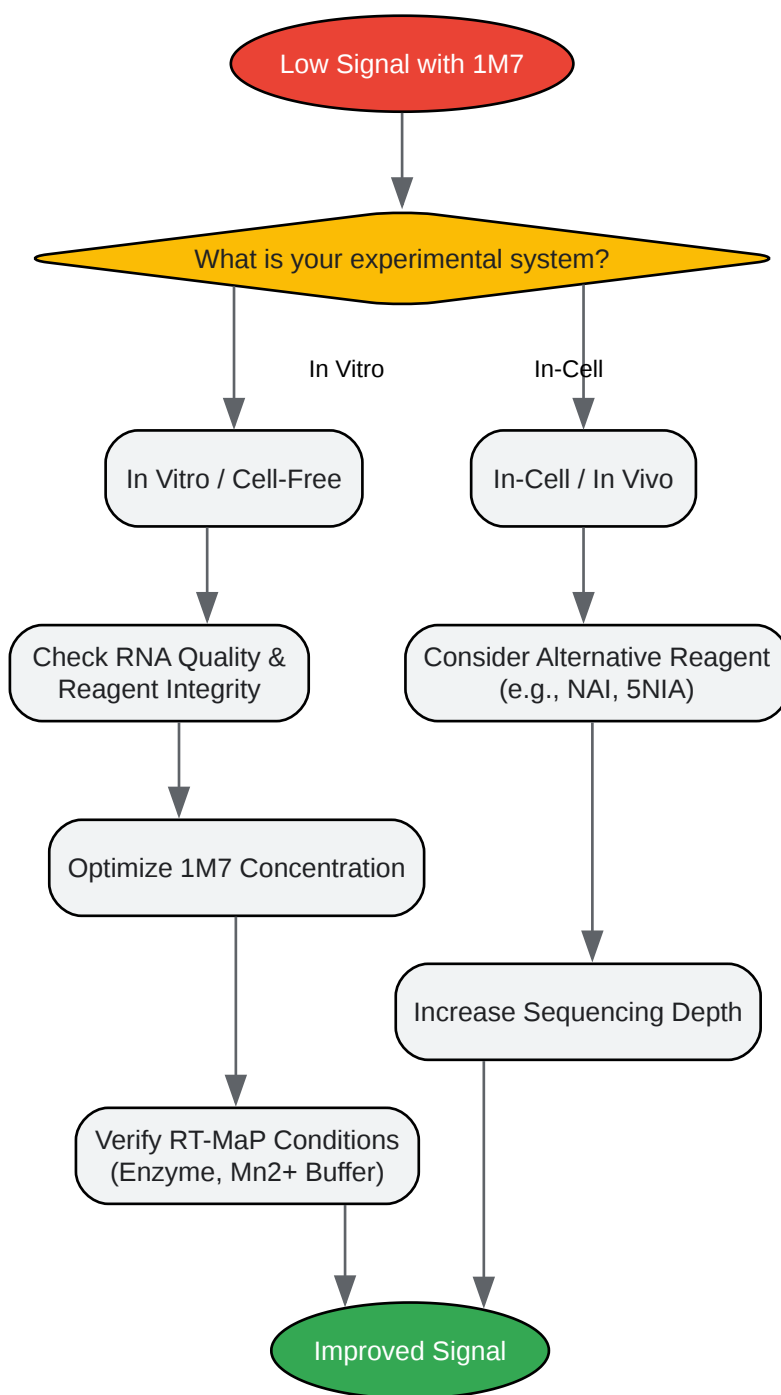 Low Signal with 1M7
What is your experimental system?
In Vitro
In-Cell
In Vitro / Cell-Free
In-Cell / In Vivo
Check RNA Quality &
Reagent Integrity
Consider Alternative Reagent
(e.g., NAI, 5NIA)
Optimize 1M7 Concentration
Increase Sequencing Depth
Verify RT-MaP Conditions
(Enzyme, Mn2+ Buffer)
Improved Signal